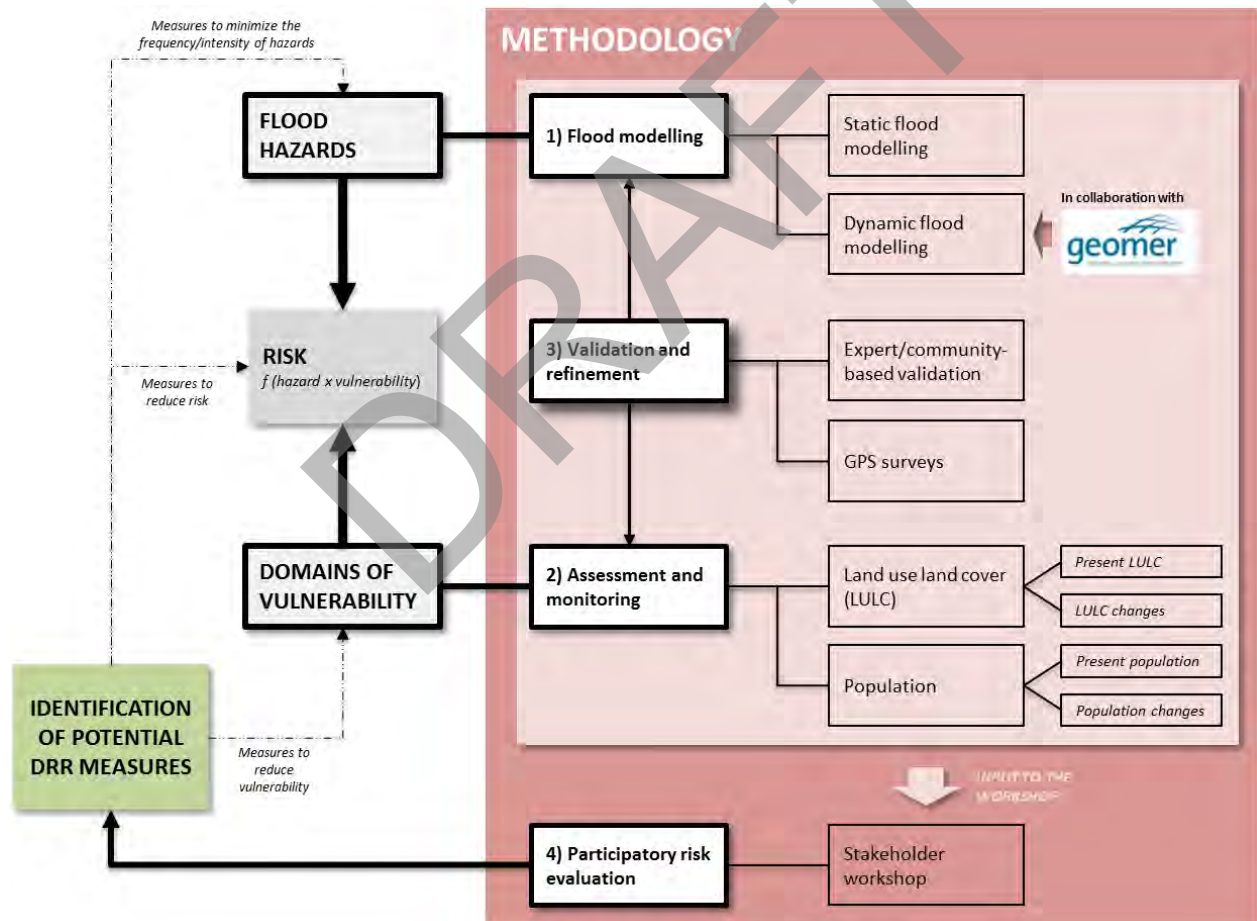 Measures to minimize the
frequency/intensity of hazards
METHODOLOGY
FLOOD
HAZARDS
1) Flood modelling
Static flood
modelling
In collaboration with
geomer
Dynamic flood
modelling
RISK
f (hazard x vulnerability)
Measures to
reduce risk
3) Validation and
refinement
Expert/community-
based validation
GPS surveys
DOMAINS OF
VULNERABILITY
2) Assessment and
monitoring
Land use land cover
(LULC)
Present LULC
LULC changes
Population
Present population
Population changes
IDENTIFICATION
OF POTENTIAL
DRR MEASURES
Measures to
reduce
vulnerability
INPUT TO THE
WORKSHOP
4) Participatory risk
evaluation
Stakeholder
workshop
DRAFT